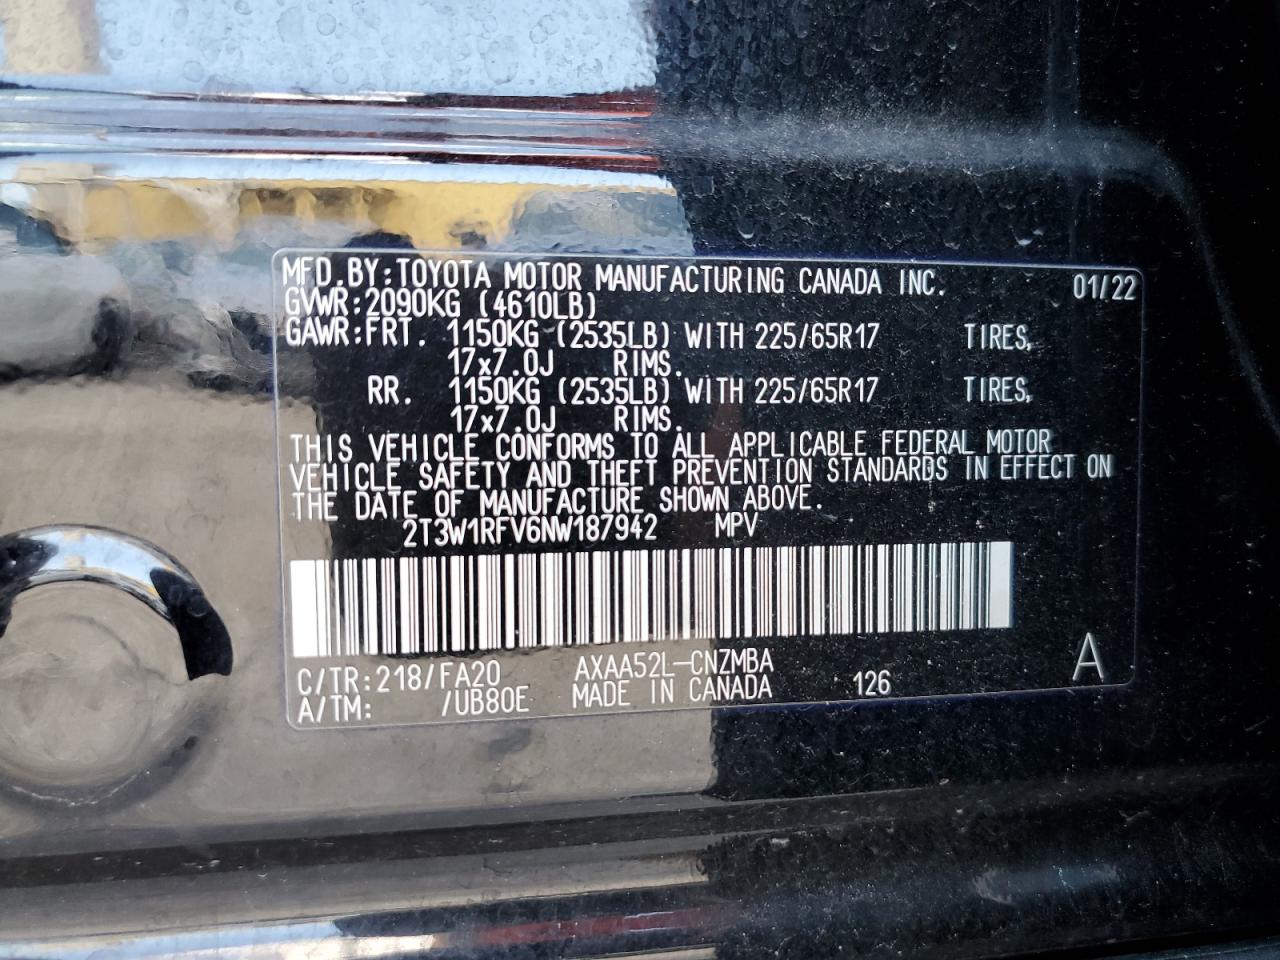 MFD.BY:TOYOTA MOTOR MANUFACTURING CANADA INC. 01/22
GVWR:2090KG (4610LB)
GAWR:FRT. 1150KG (2535LB) WITH 225/65R17 TIRES,
17x7.0J RIMS.
RR. 1150KG (2535LB) WITH 225/65R17 TIRES,
17x7.0J RIMS.
THIS VEHICLE CONFORMS TO ALL APPLICABLE FEDERAL MOTOR
VEHICLE SAFETY AND THEFT PREVENTION STANDARDS IN EFFECT ON
THE DATE OF MANUFACTURE SHOWN ABOVE.
2T3W1RFV6NW187942 MPV
C/TR:218/FA20 AXAA52L-CNZMBA A
A/TM: /UB80E MADE IN CANADA 126